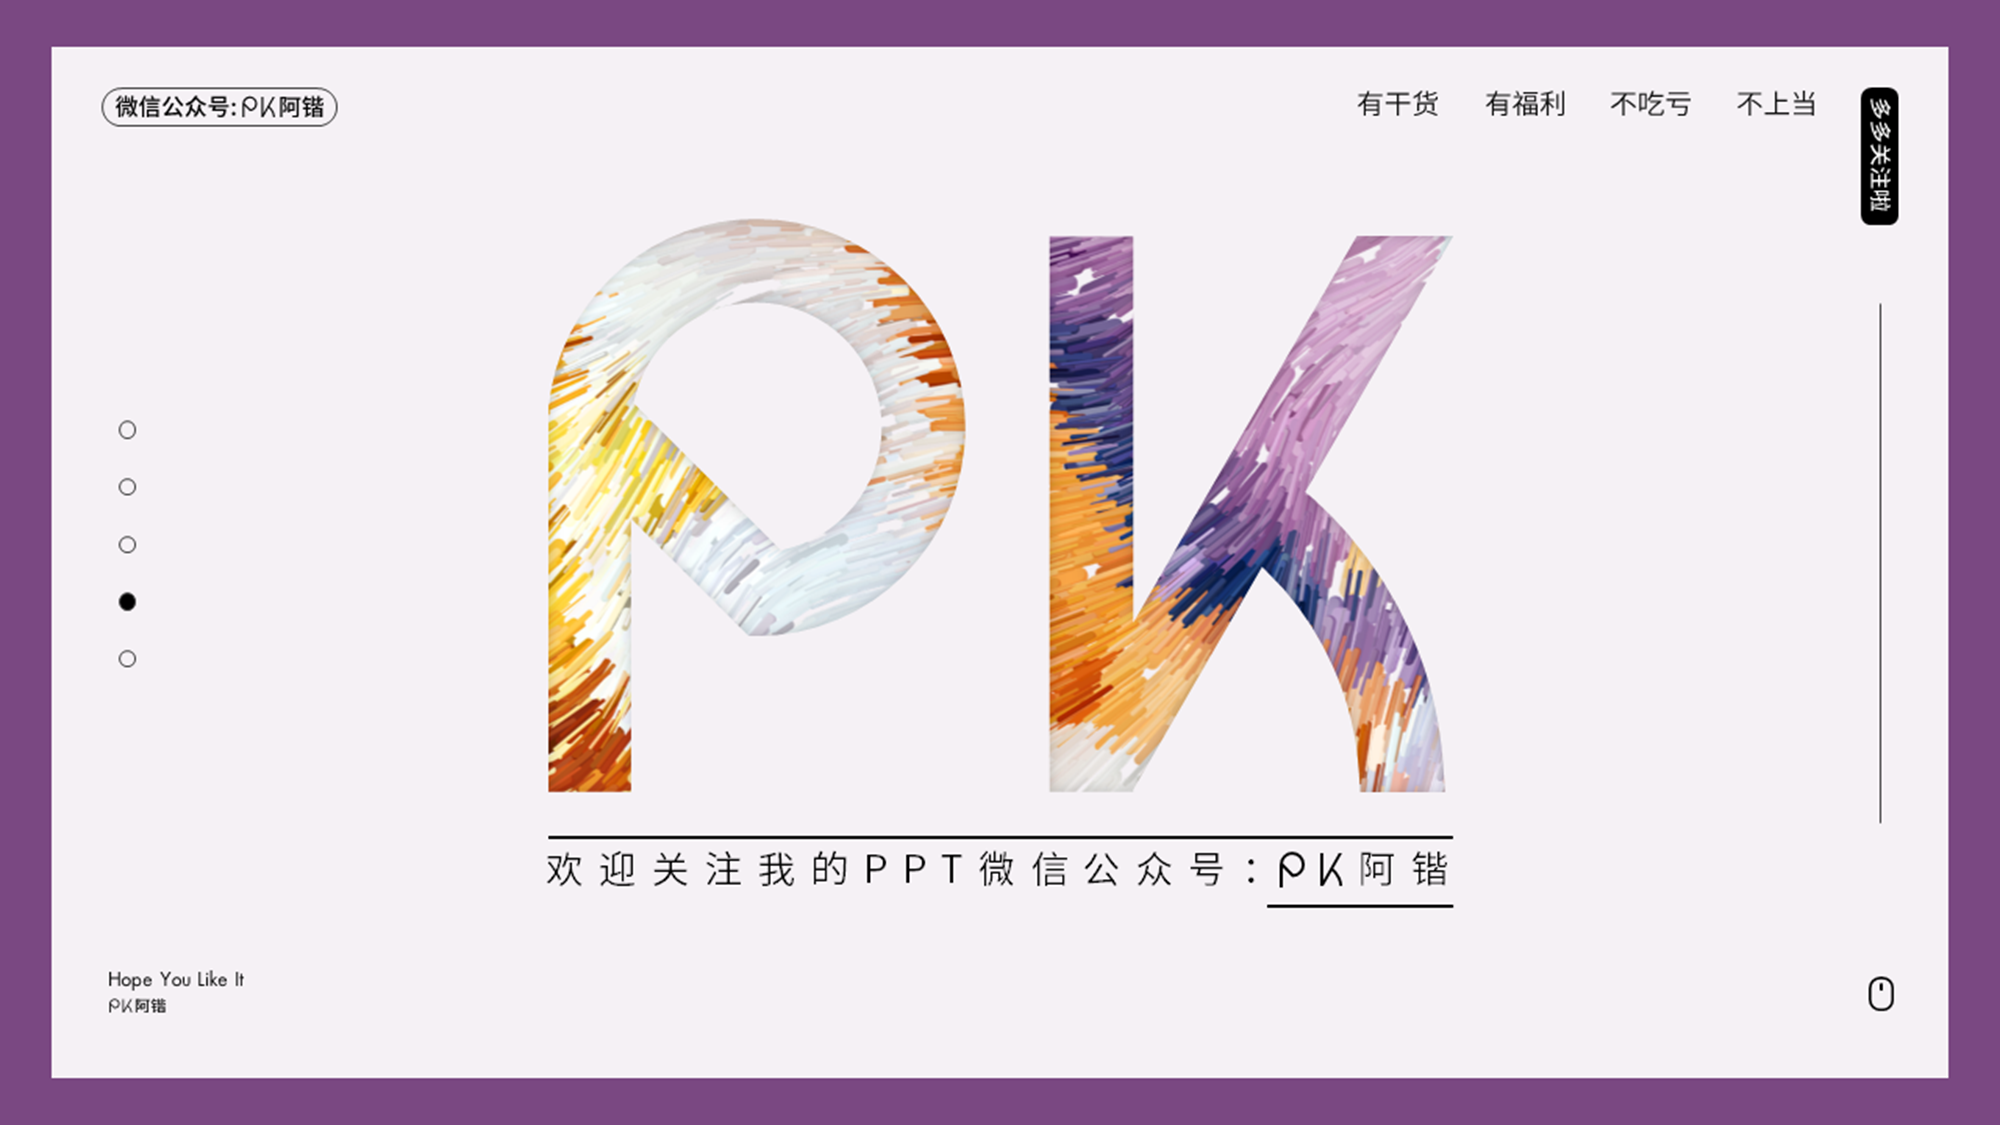 微信公众号:PK阿锴
有干货 有福利 不吃亏 不上当
多多关注啦
PK
欢迎关注我的PPT微信公众号：PK阿锴
Hope You Like It
PK阿锴